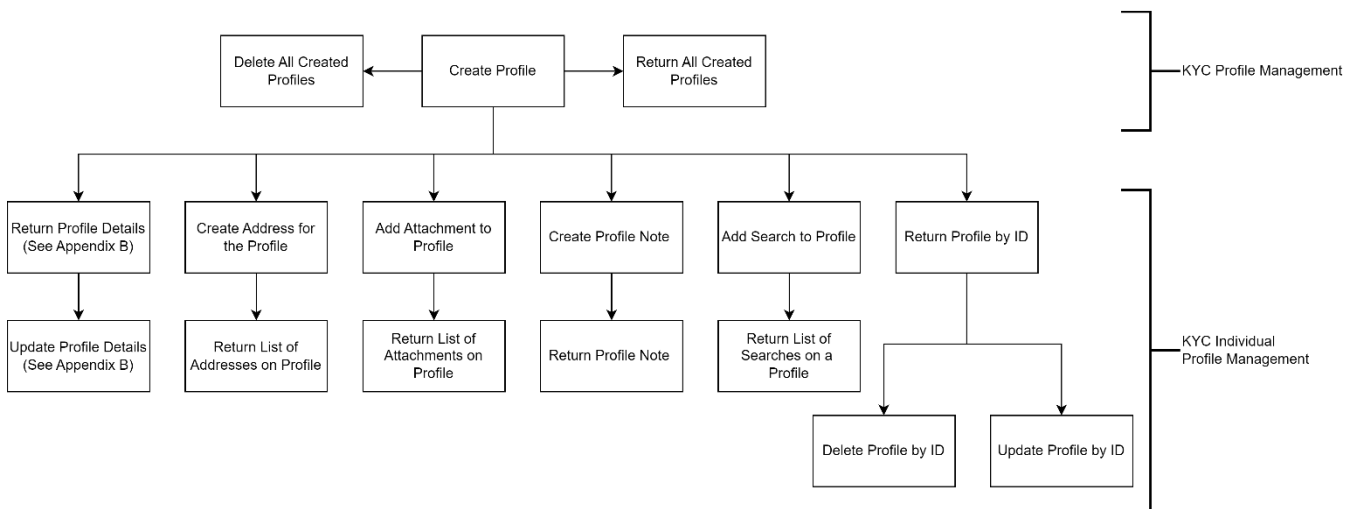 Delete All Created
Profiles
Create Profile
Return All Created
Profiles
KYC Profile Management
Return Profile Details
(See Appendix B)
Create Address for
the Profile
Add Attachment to
Profile
Create Profile Note
Add Search to Profile
Return Profile by ID
Update Profile Details
(See Appendix B)
Return List of
Addresses on Profile
Return List of
Attachments on
Profile
Return Profile Note
Return List of
Searches on a
Profile
KYC Individual
Profile Management
Delete Profile by ID
Update Profile by ID